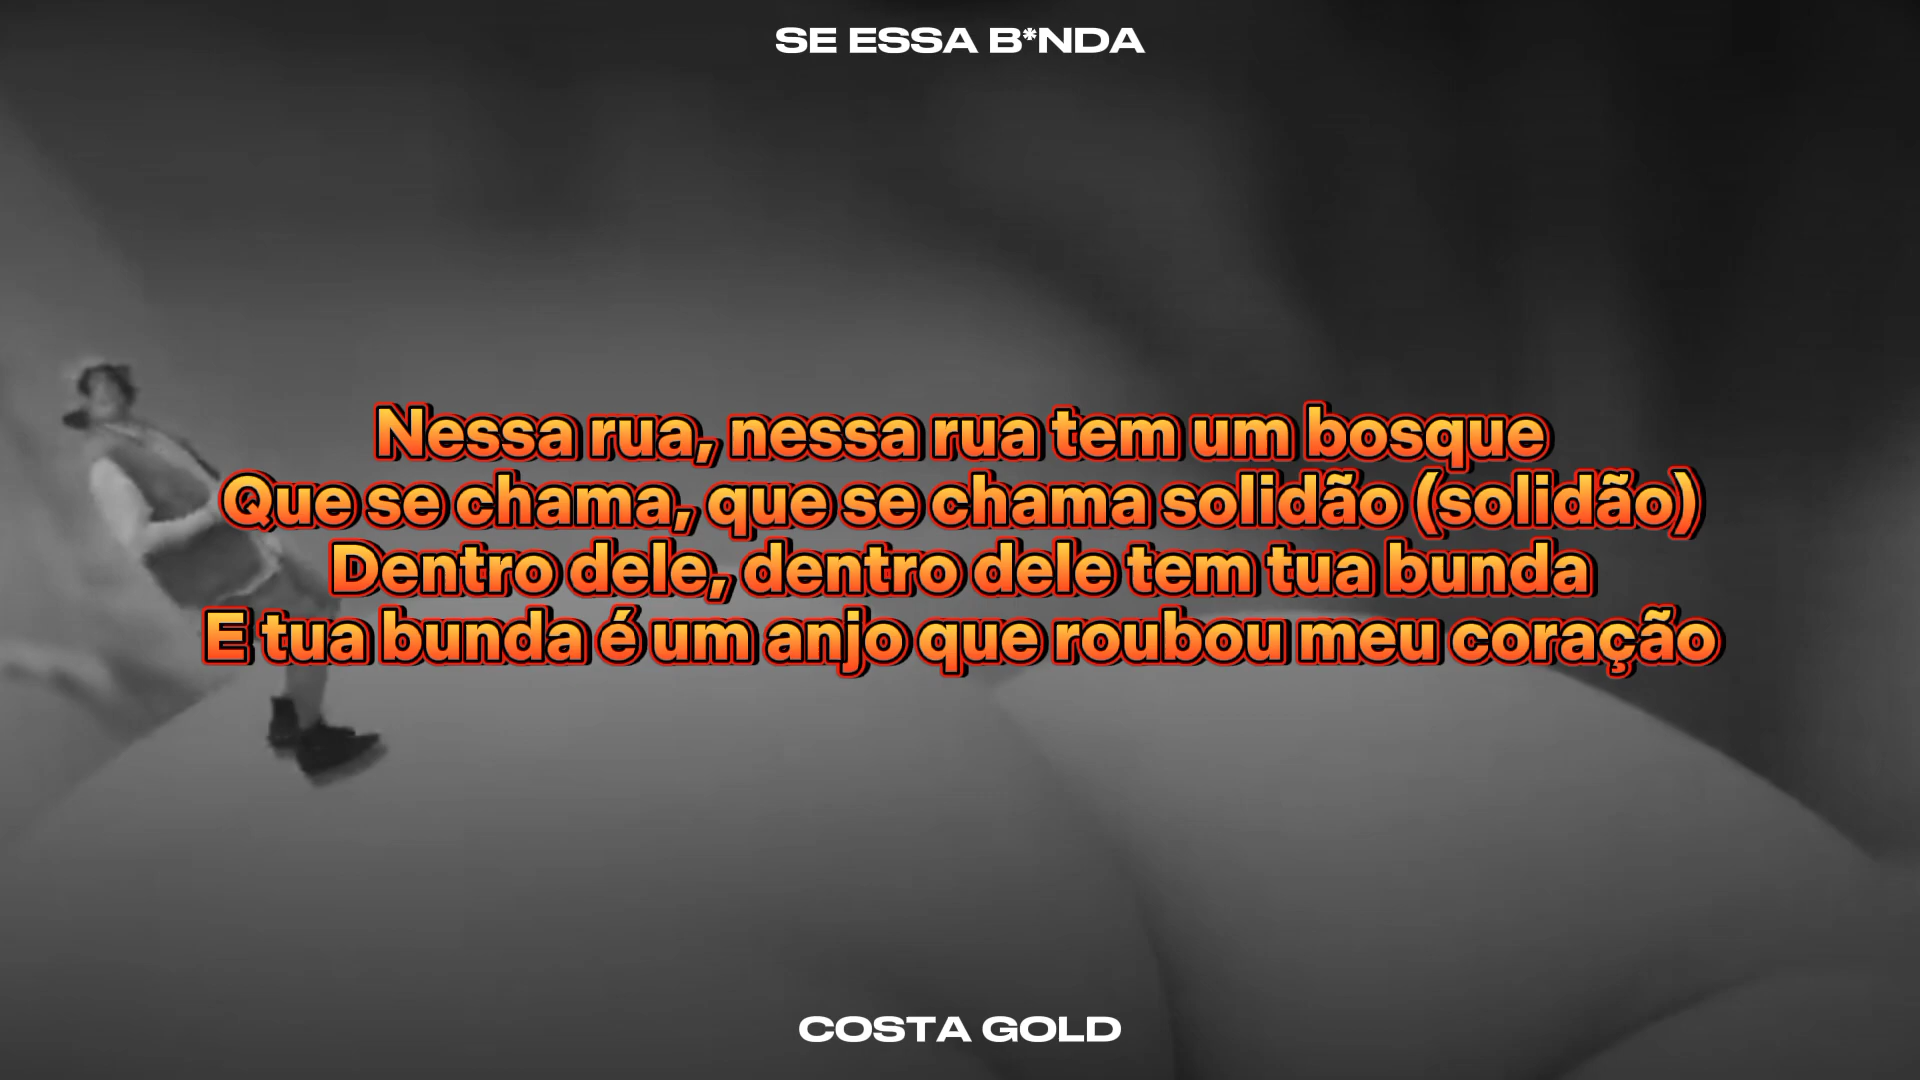 SE ESSA B*NDA
Nessa rua, nessa rua tem um bosque
Que se chama, que se chama solidão (solidão)
Dentro dele, dentro dele tem tua bunda
E tua bunda é um anjo que roubou meu coração
COSTA GOLD